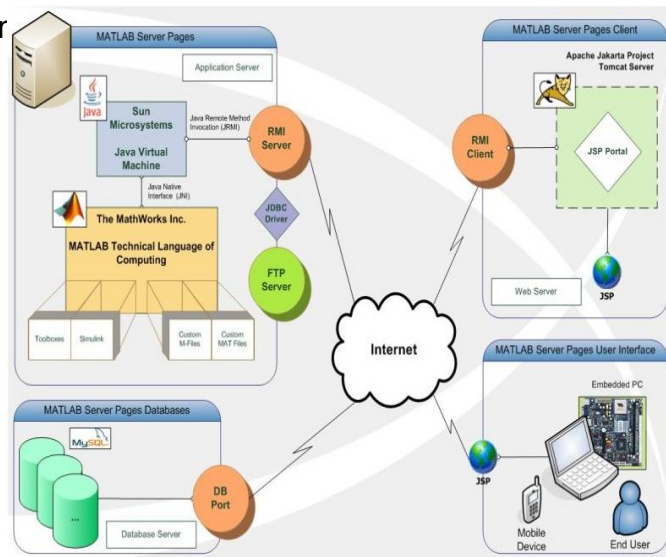 r
MATLAB Server Pages
Application Server
Java
Sun
Microsystems
Java Virtual
Machine
Java Remote Method
Invocation (JRMI)
RMI
Server
Java Native
Interface (JNI)
The MathWorks Inc.
MATLAB Technical Language of
Computing
JDBC
Driver
FTP
Server
Toolboxes
Simulink
Custom
M-Files
Custom
MAT Files
MATLAB Server Pages Client
Apache Jakarta Project
Tomcat Server
RMI
Client
JSP Portal
JSP
Web Server
Internet
MATLAB Server Pages Databases
MySQL
...
DB
Port
Database Server
MATLAB Server Pages User Interface
Embedded PC
JSP
Mobile
Device
End User